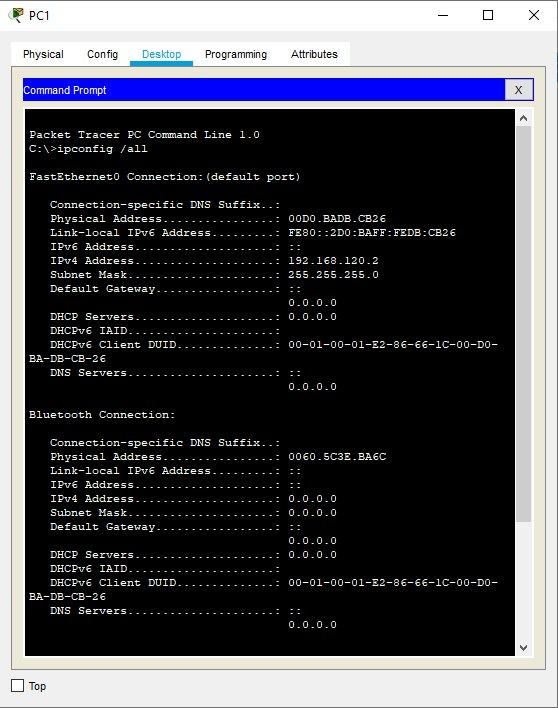 PC1
Physical Config Desktop Programming Attributes
Command Prompt X
Packet Tracer PC Command Line 1.0
C:\>ipconfig /all
FastEthernet0 Connection:(default port)
Connection-specific DNS Suffix..:
Physical Address................: 00D0.BADB.CB26
Link-local IPv6 Address.........: FE80::2D0:BAFF:FEDB:CB26
IPv6 Address....................: ::
IPv4 Address....................: 192.168.120.2
Subnet Mask.....................: 255.255.255.0
Default Gateway.................: ::
0.0.0.0
DHCP Servers....................: 0.0.0.0
DHCPv6 IAID.....................:
DHCPv6 Client DUID..............: 00-01-00-01-E2-86-66-1C-00-D0-
BA-DB-CB-26
DNS Servers.....................: ::
0.0.0.0
Bluetooth Connection:
Connection-specific DNS Suffix..:
Physical Address................: 0060.5C3E.BA6C
Link-local IPv6 Address.........: ::
IPv6 Address....................: ::
IPv4 Address....................: 0.0.0.0
Subnet Mask.....................: 0.0.0.0
Default Gateway.................: ::
0.0.0.0
DHCP Servers....................: 0.0.0.0
DHCPv6 IAID.....................:
DHCPv6 Client DUID..............: 00-01-00-01-E2-86-66-1C-00-D0-
BA-DB-CB-26
DNS Servers.....................: ::
0.0.0.0
Top